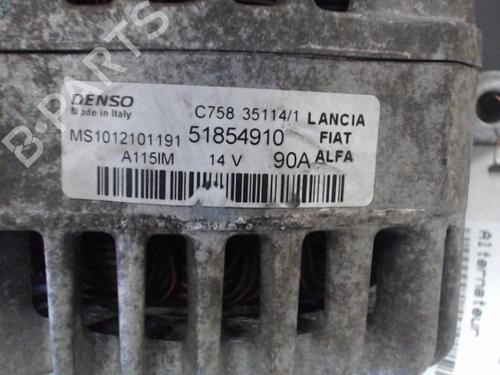 B-PARTS
DENSO
Made in Italy
C758 35114/1 LANCIA
MS1012101191 51854910 FIAT
A115IM 14 V 90A ALFA
Alternateur